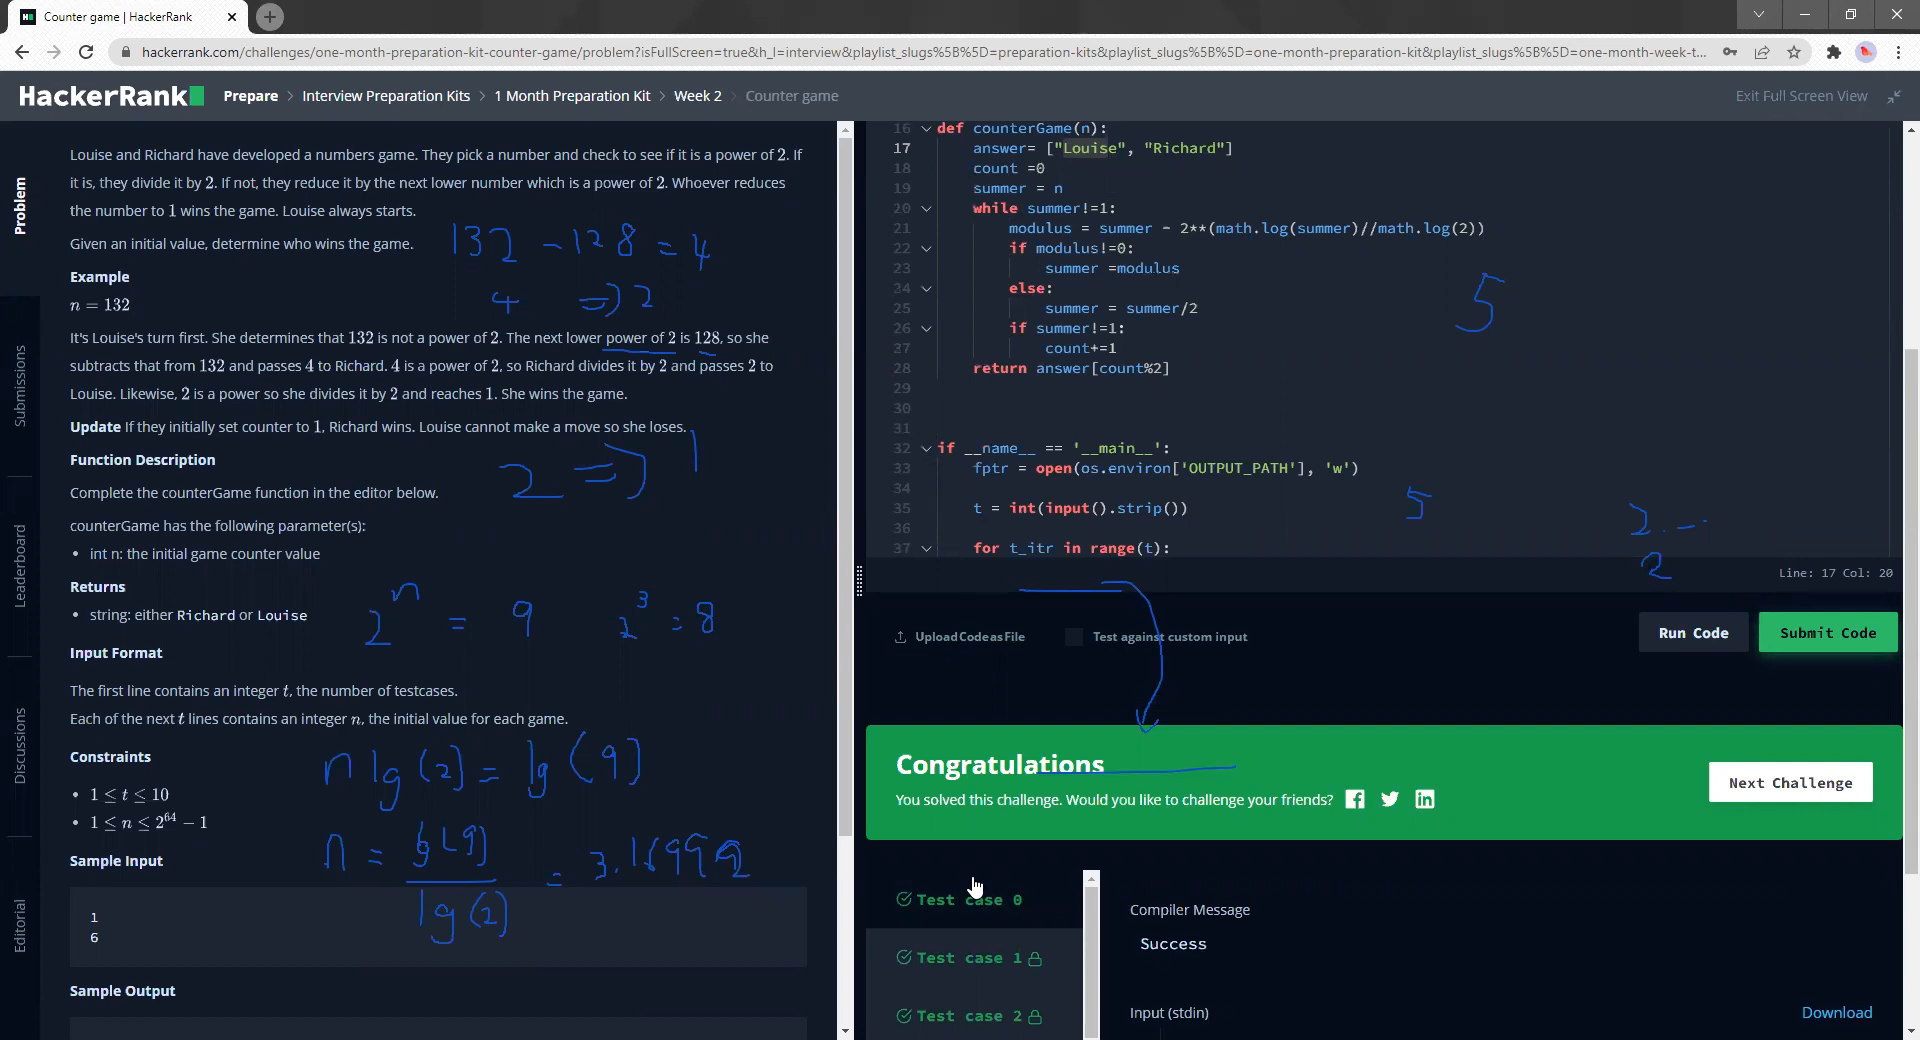 Counter game | HackerRank
hackerrank.com/challenges/one-month-preparation-kit-counter-game/problem?isFullScreen=true&h_l=interview&playlist_slugs%5B%5D=preparation-kits&playlist_slugs%5B%5D=one-month-preparation-kit&playlist_slugs%5B%5D=one-month-week-t...
HackerRank Prepare > Interview Preparation Kits > 1 Month Preparation Kit > Week 2 > Counter game
Exit Full Screen View
Problem
Submissions
Leaderboard
Discussions
Editorial
Louise and Richard have developed a numbers game. They pick a number and check to see if it is a power of 2. If
it is, they divide it by 2. If not, they reduce it by the next lower number which is a power of 2. Whoever reduces
the number to 1 wins the game. Louise always starts.
Given an initial value, determine who wins the game.
132 - 128 = 4
Example
4 => 2
n = 132
It's Louise's turn first. She determines that 132 is not a power of 2. The next lower power of 2 is 128, so she
subtracts that from 132 and passes 4 to Richard. 4 is a power of 2, so Richard divides it by 2 and passes 2 to
Louise. Likewise, 2 is a power so she divides it by 2 and reaches 1. She wins the game.
Update If they initially set counter to 1, Richard wins. Louise cannot make a move so she loses.
Function Description
2 => 1
Complete the counterGame function in the editor below.
counterGame has the following parameter(s):
• int n: the initial game counter value
Returns
• string: either Richard or Louise
2^n = 9 2^3 = 8
Input Format
The first line contains an integer t, the number of testcases.
Each of the next t lines contains an integer n, the initial value for each game.
Constraints
n lg (2) = lg (9)
• 1 ≤ t ≤ 10
• 1 ≤ n ≤ 2^64 − 1
Sample Input
1
6
Sample Output
16 def counterGame(n):
17 answer= ["Louise", "Richard"]
18 count =0
19 summer = n
20 while summer!=1:
21 modulus = summer - 2**(math.log(summer)//math.log(2))
22 if modulus!=0:
23 summer =modulus
24 else:
25 summer = summer/2
26 if summer!=1:
27 count+=1
28 return answer[count%2]
29
30
31
32 if __name__ == '__main__':
33 fptr = open(os.environ['OUTPUT_PATH'], 'w')
34
35 t = int(input().strip())
36
37 for t_itr in range(t):
5
5
2
Line: 17 Col: 20
Upload Code as File
Test against custom input
Run Code
Submit Code
Congratulations
You solved this challenge. Would you like to challenge your friends?
Next Challenge
Test case 0
Test case 1
Test case 2
Compiler Message
Success
Input (stdin)
Download